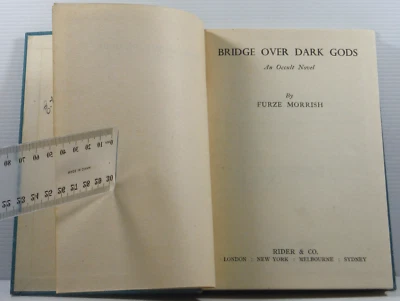 BRIDGE OVER DARK GODS
An Occult Novel
By
FURZE MORRISH
RIDER & CO.
LONDON : NEW YORK : MELBOURNE : SYDNEY